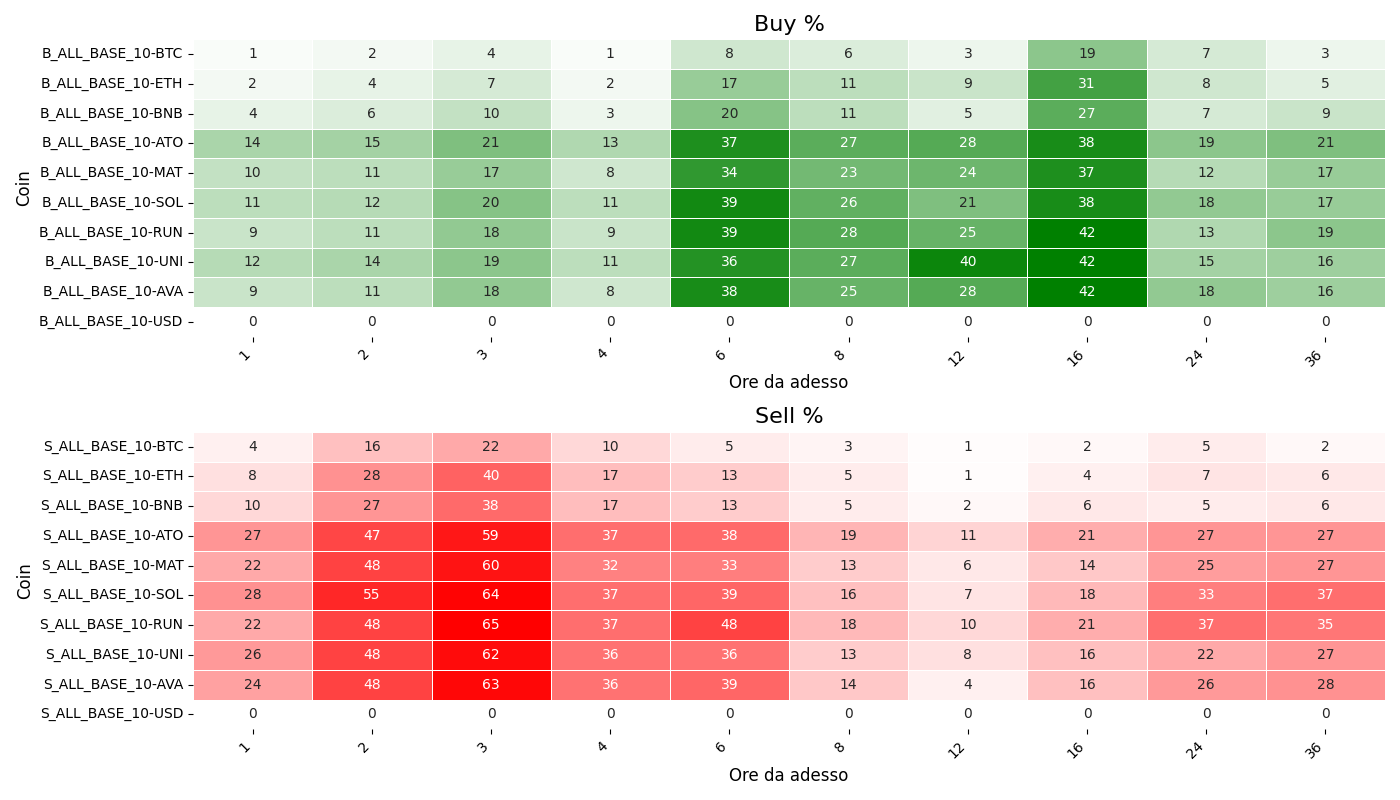 Buy %
Coin
B_ALL_BASE_10-BTC 1 2 4 1 8 6 3 19 7 3
B_ALL_BASE_10-ETH 2 4 7 2 17 11 9 31 8 5
B_ALL_BASE_10-BNB 4 6 10 3 20 11 5 27 7 9
B_ALL_BASE_10-ATO 14 15 21 13 37 27 28 38 19 21
B_ALL_BASE_10-MAT 10 11 17 8 34 23 24 37 12 17
B_ALL_BASE_10-SOL 11 12 20 11 39 26 21 38 18 17
B_ALL_BASE_10-RUN 9 11 18 9 39 28 25 42 13 19
B_ALL_BASE_10-UNI 12 14 19 11 36 27 40 42 15 16
B_ALL_BASE_10-AVA 9 11 18 8 38 25 28 42 18 16
B_ALL_BASE_10-USD 0 0 0 0 0 0 0 0 0 0
1 2 3 4 6 8 12 16 24 36
Ore da adesso
Sell %
Coin
S_ALL_BASE_10-BTC 4 16 22 10 5 3 1 2 5 2
S_ALL_BASE_10-ETH 8 28 40 17 13 5 1 4 7 6
S_ALL_BASE_10-BNB 10 27 38 17 13 5 2 6 5 6
S_ALL_BASE_10-ATO 27 47 59 37 38 19 11 21 27 27
S_ALL_BASE_10-MAT 22 48 60 32 33 13 6 14 25 27
S_ALL_BASE_10-SOL 28 55 64 37 39 16 7 18 33 37
S_ALL_BASE_10-RUN 22 48 65 37 48 18 10 21 37 35
S_ALL_BASE_10-UNI 26 48 62 36 36 13 8 16 22 27
S_ALL_BASE_10-AVA 24 48 63 36 39 14 4 16 26 28
S_ALL_BASE_10-USD 0 0 0 0 0 0 0 0 0 0
1 2 3 4 6 8 12 16 24 36
Ore da adesso